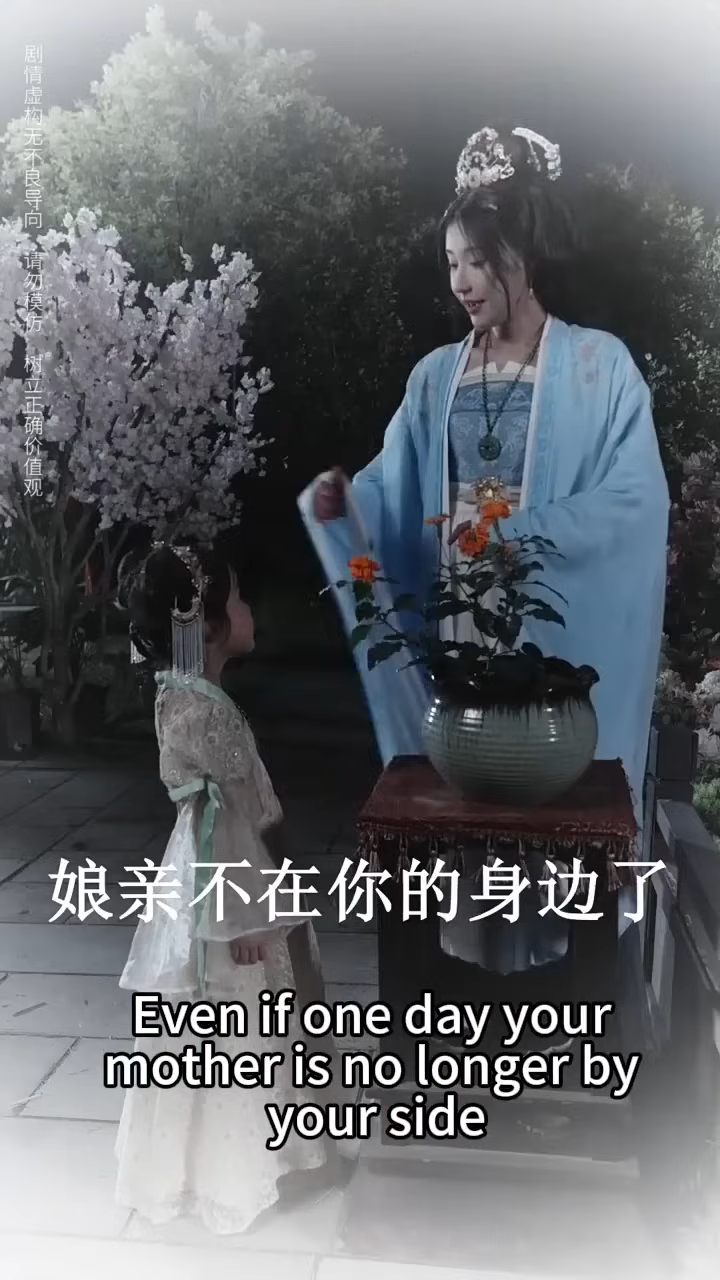 剧情虚构无不良导向 请勿模仿 树立正确价值观
娘亲不在你的身边了
Even if one day your
mother is no longer by
your side